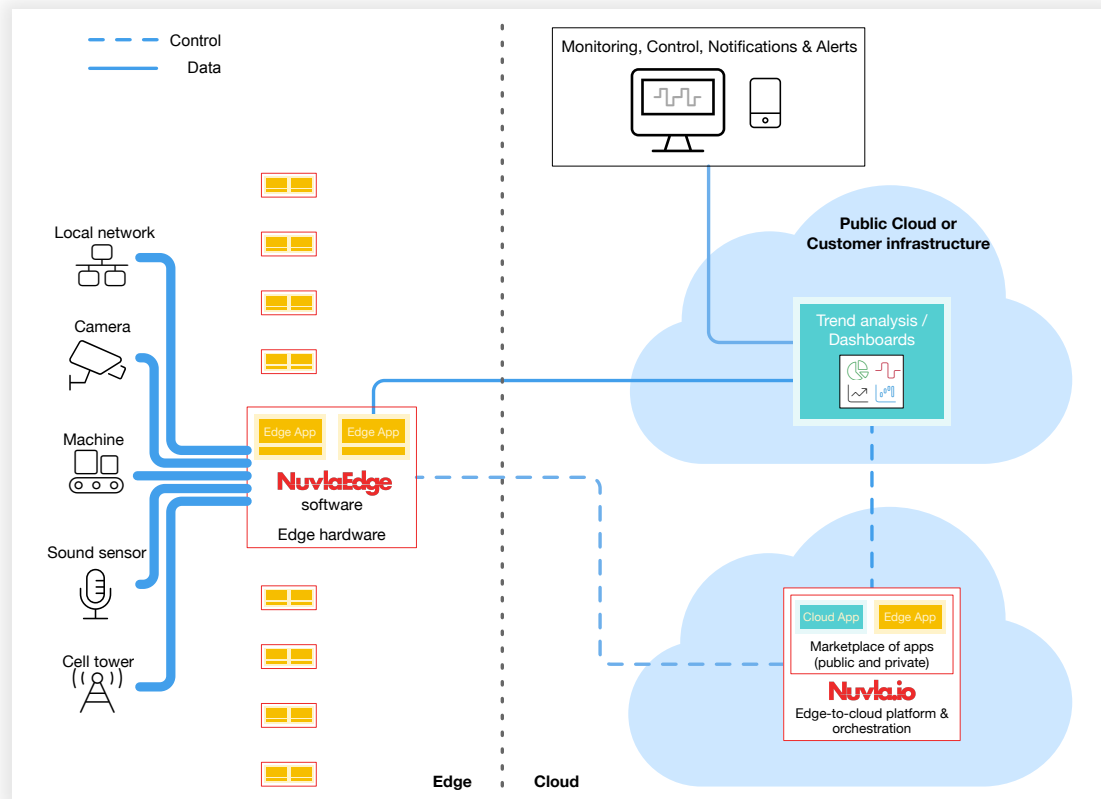 Control
Data
Monitoring, Control, Notifications & Alerts
Public Cloud or
Customer infrastructure
Trend analysis /
Dashboards
Local network
Camera
Machine
Sound sensor
Cell tower
Edge App
Edge App
NuvlaEdge
software
Edge hardware
Cloud App
Edge App
Marketplace of apps
(public and private)
Nuvla.io
Edge-to-cloud platform &
orchestration
Edge
Cloud